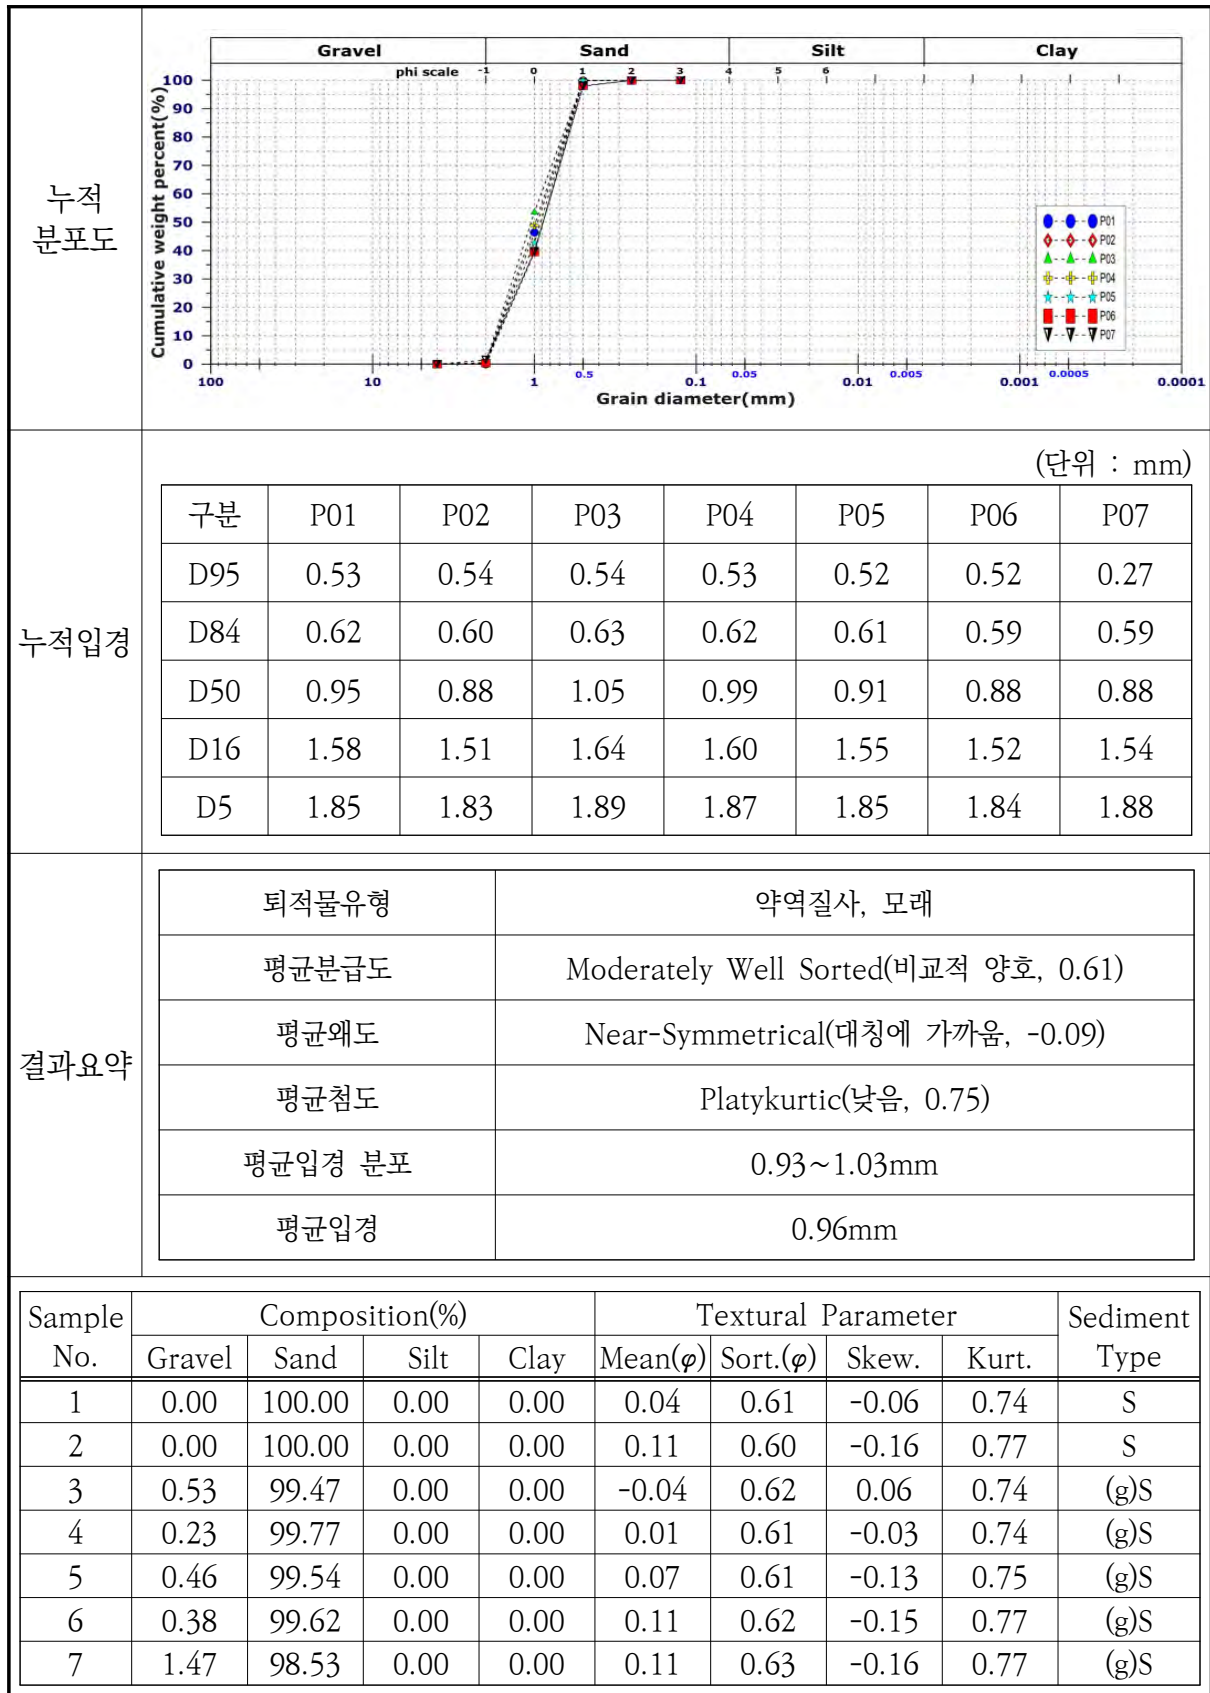 누적
분포도
Gravel Sand Silt Clay
phi scale -1 0 1 2 3 4 5 6
Cumulative weight percent(%)
100
90
80
70
60
50
40
30
20
10
0
P01
P02
P03
P04
P05
P06
P07
100 10 1 0.5 0.1 0.05 0.01 0.005 0.001 0.0005 0.0001
Grain diameter(mm)
누적입경
(단위 : mm)
구분 P01 P02 P03 P04 P05 P06 P07
D95 0.53 0.54 0.54 0.53 0.52 0.52 0.27
D84 0.62 0.60 0.63 0.62 0.61 0.59 0.59
D50 0.95 0.88 1.05 0.99 0.91 0.88 0.88
D16 1.58 1.51 1.64 1.60 1.55 1.52 1.54
D5 1.85 1.83 1.89 1.87 1.85 1.84 1.88
결과요약
퇴적물유형 약역질사, 모래
평균분급도 Moderately Well Sorted(비교적 양호, 0.61)
평균왜도 Near-Symmetrical(대칭에 가까움, -0.09)
평균첨도 Platykurtic(낮음, 0.75)
평균입경 분포 0.93~1.03mm
평균입경 0.96mm
Sample Composition(%) Textural Parameter Sediment
No. Gravel Sand Silt Clay Mean(φ) Sort.(φ) Skew. Kurt. Type
1 0.00 100.00 0.00 0.00 0.04 0.61 -0.06 0.74 S
2 0.00 100.00 0.00 0.00 0.11 0.60 -0.16 0.77 S
3 0.53 99.47 0.00 0.00 -0.04 0.62 0.06 0.74 (g)S
4 0.23 99.77 0.00 0.00 0.01 0.61 -0.03 0.74 (g)S
5 0.46 99.54 0.00 0.00 0.07 0.61 -0.13 0.75 (g)S
6 0.38 99.62 0.00 0.00 0.11 0.62 -0.15 0.77 (g)S
7 1.47 98.53 0.00 0.00 0.11 0.63 -0.16 0.77 (g)S